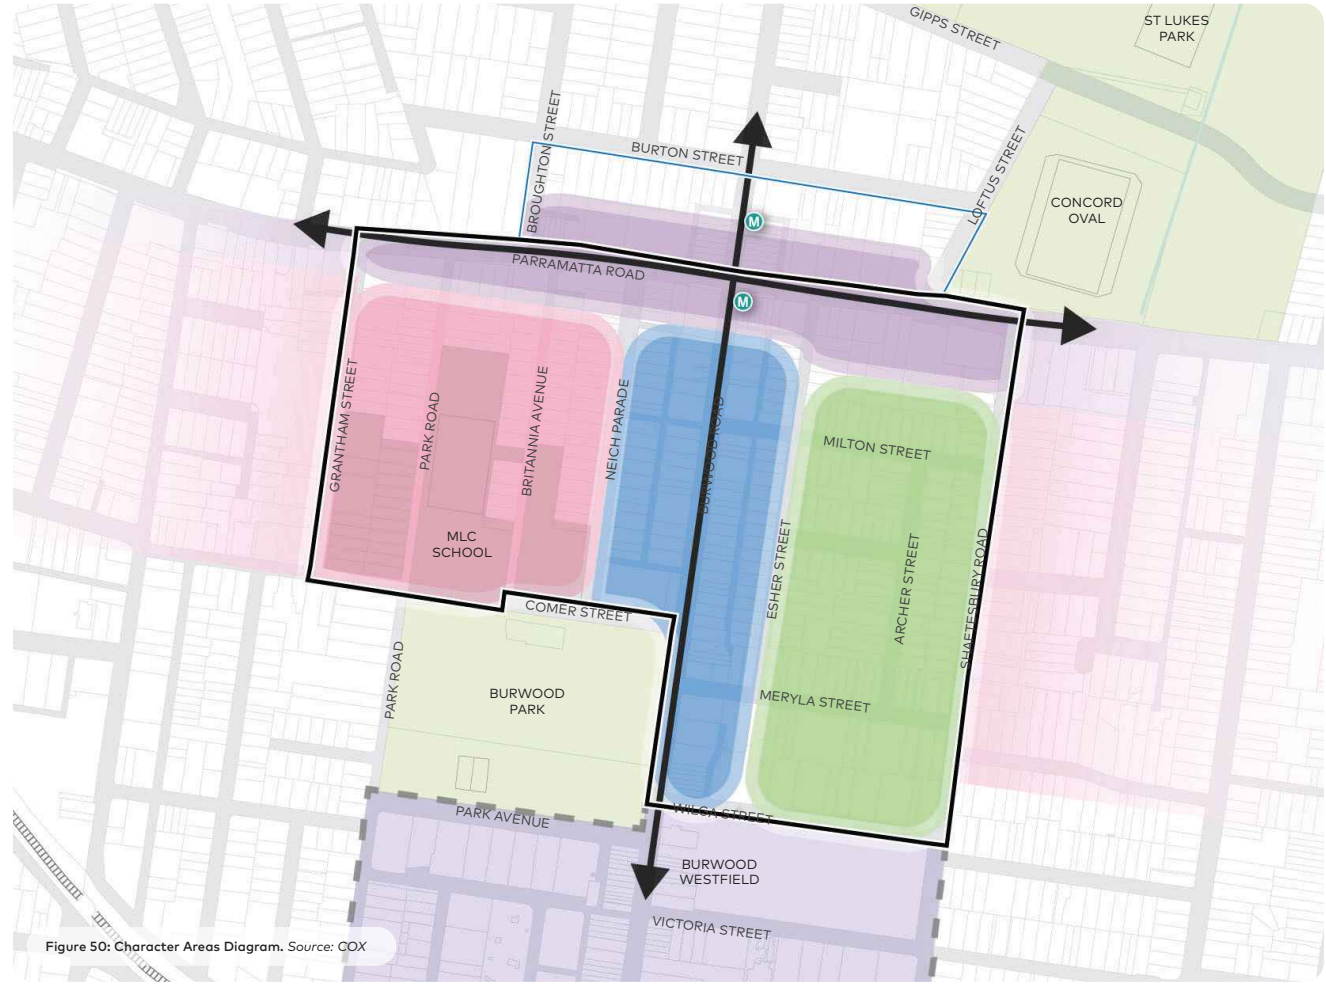 GIPPS STREET
ST LUKES
PARK
BROUGHTON STREET
BURTON STREET
LOFTUS STREET
CONCORD
OVAL
M
PARRAMATTA ROAD
M
GRANTHAM STREET
PARK ROAD
BRITANNIA AVENUE
NEICH PARADE
BURWOOD ROAD
MILTON STREET
MLC
SCHOOL
ESHER STREET
ARCHER STREET
SHAFTESBURY ROAD
COMER STREET
PARK ROAD
BURWOOD
PARK
MERYLA STREET
PARK AVENUE
WILGA STREET
BURWOOD
WESTFIELD
VICTORIA STREET
Figure 50: Character Areas Diagram. Source: COX